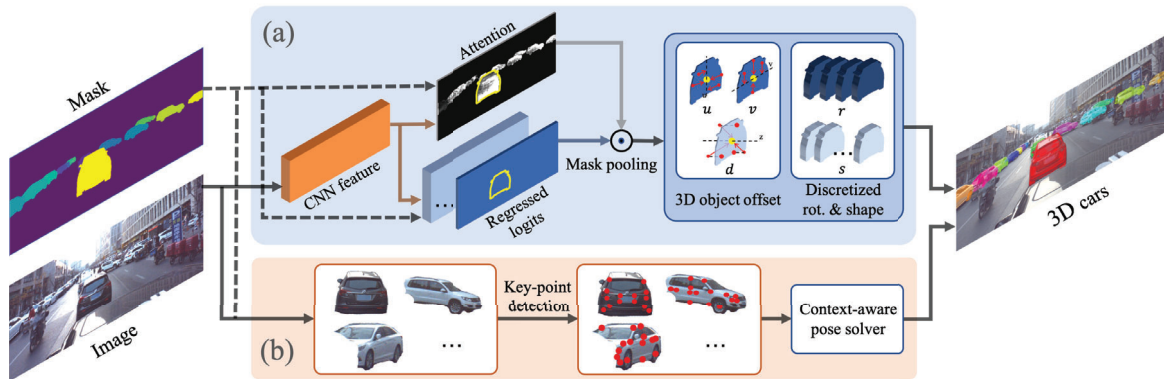 (a)
Mask
Image
CNN feature
Attention
...
Regressed
logits
Mask pooling
u
v
d
z
3D object offset
r
...
s
Discretized
rot. & shape
3D cars
(b)
...
Key-point
detection
...
Context-aware
pose solver